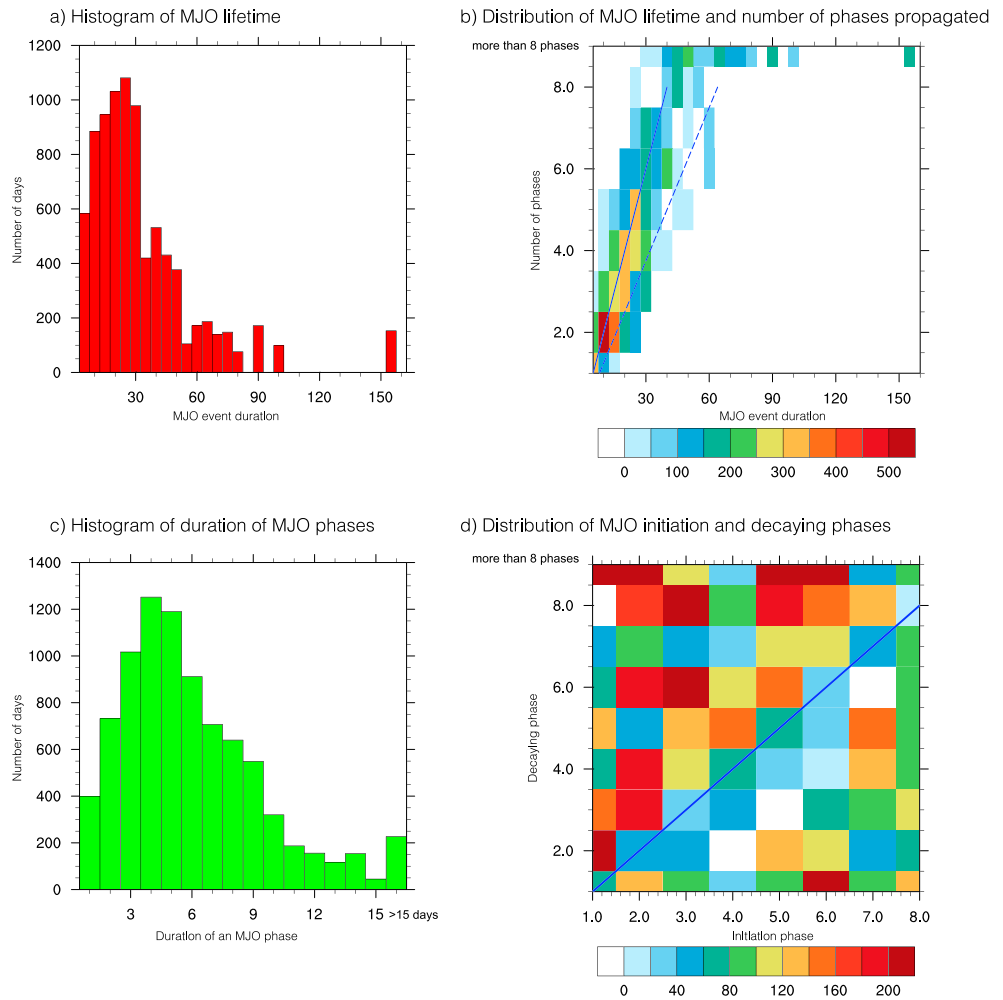 a) Histogram of MJO lifetime
1200
1000
800
600
400
200
0
Number of days
30 60 90 120 150
MJO event duration
b) Distribution of MJO lifetime and number of phases propagated
more than 8 phases
8.0
6.0
4.0
2.0
Number of phases
30 60 90 120 150
MJO event duration
0 100 200 300 400 500
c) Histogram of duration of MJO phases
1400
1200
1000
800
600
400
200
0
Number of days
3 6 9 12 15 >15 days
Duration of an MJO phase
d) Distribution of MJO initiation and decaying phases
more than 8 phases
8.0
6.0
4.0
2.0
Decaying phase
1.0 2.0 3.0 4.0 5.0 6.0 7.0 8.0
Initiation phase
0 40 80 120 160 200